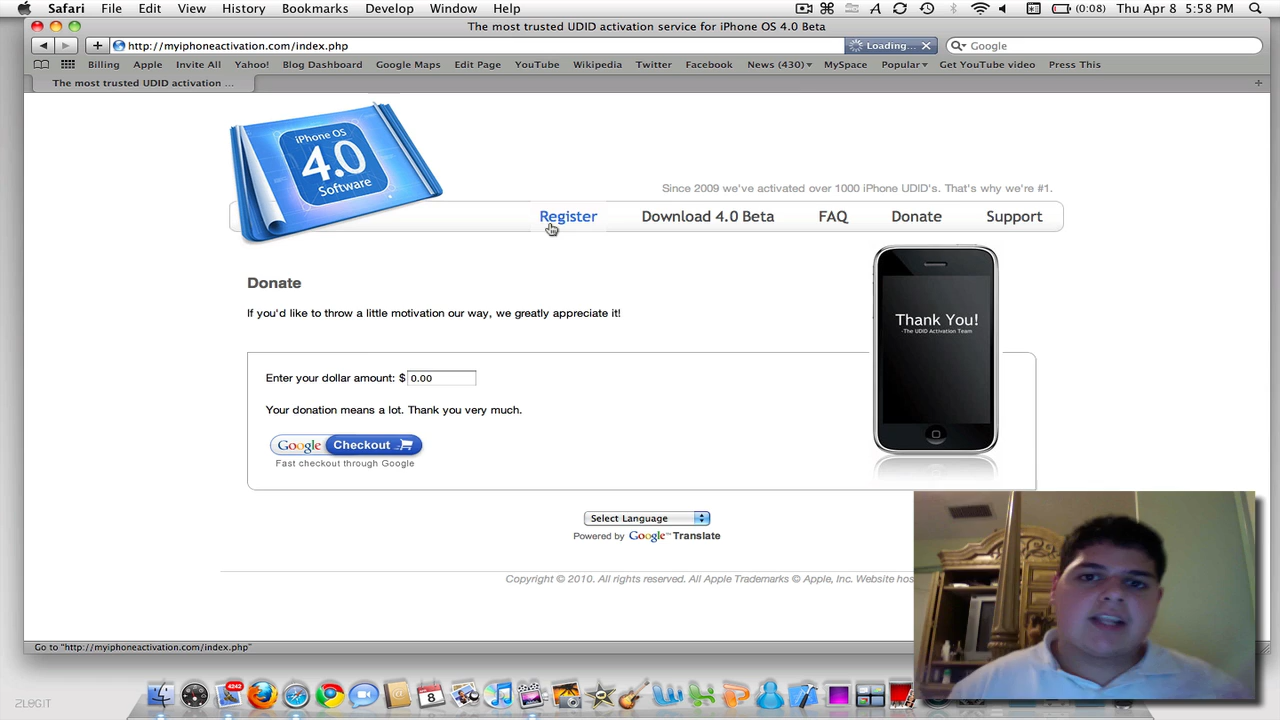 Safari File Edit View History Bookmarks Develop Window Help (0:08) Thu Apr 8 5:58 PM
The most trusted UDID activation service for iPhone OS 4.0 Beta
http://myiphoneactivation.com/index.php Loading... Google
Billing Apple Invite All Yahoo! Blog Dashboard Google Maps Edit Page YouTube Wikipedia Twitter Facebook News (430) MySpace Popular Get YouTube video Press This
The most trusted UDID activation ...
iPhone OS
4.0
Software
Since 2009 we've activated over 1000 iPhone UDID's. That's why we're #1.
Register Download 4.0 Beta FAQ Donate Support
Donate
If you'd like to throw a little motivation our way, we greatly appreciate it!
Thank You!
-The UDID Activation Team
Enter your dollar amount: $ 0.00
Your donation means a lot. Thank you very much.
Google Checkout
Fast checkout through Google
Select Language
Powered by Google™ Translate
Copyright © 2010. All rights reserved. All Apple Trademarks © Apple, Inc. Website hos
Go to "http://myiphoneactivation.com/index.php"
4242
8
2L8GIT